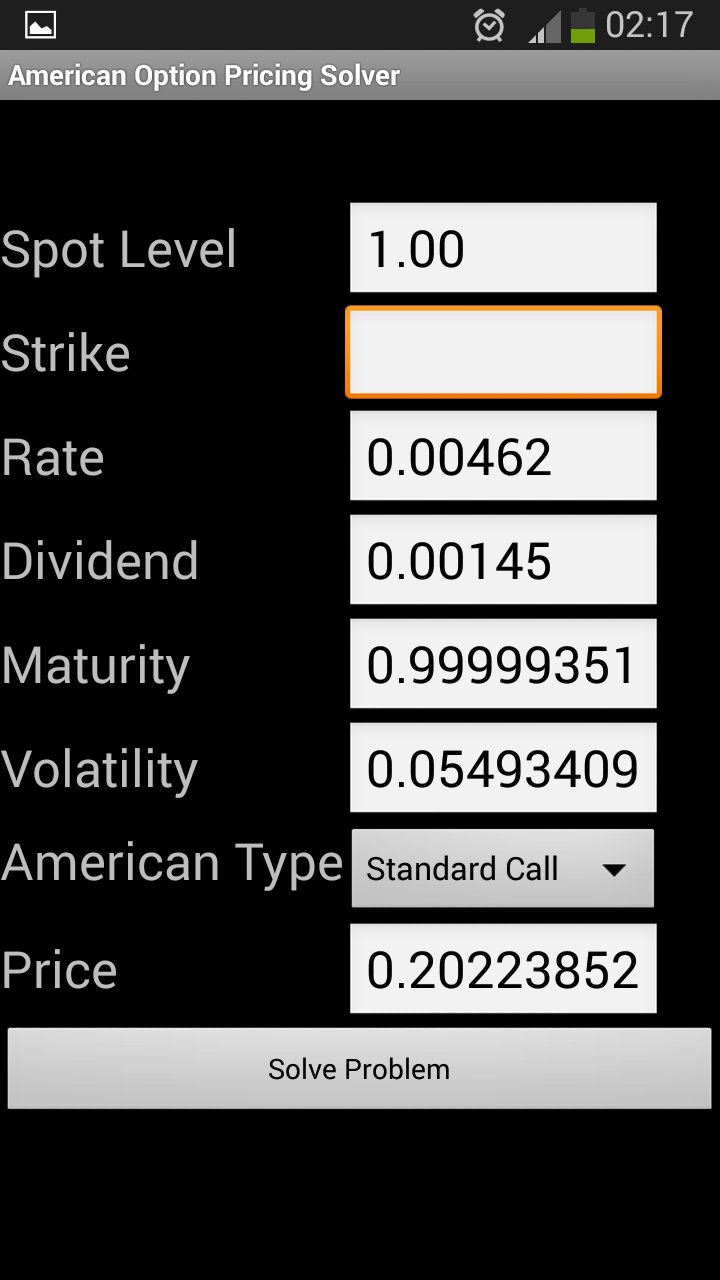 02:17
American Option Pricing Solver
Spot Level 1.00
Strike
Rate 0.00462
Dividend 0.00145
Maturity 0.99999351
Volatility 0.05493409
American Type Standard Call
Price 0.20223852
Solve Problem